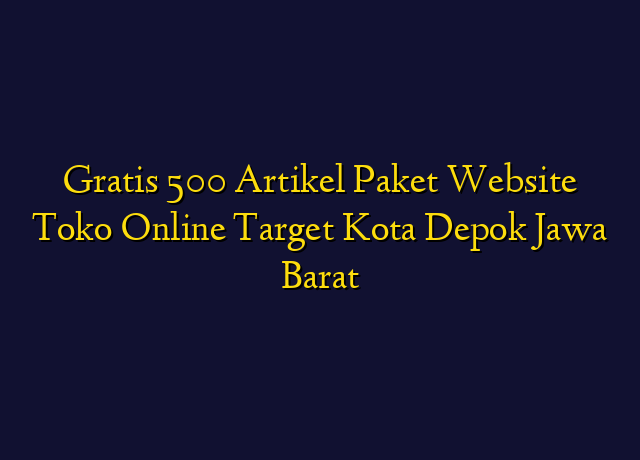 Gratis 500 Artikel Paket Website
Toko Online Target Kota Depok Jawa
Barat